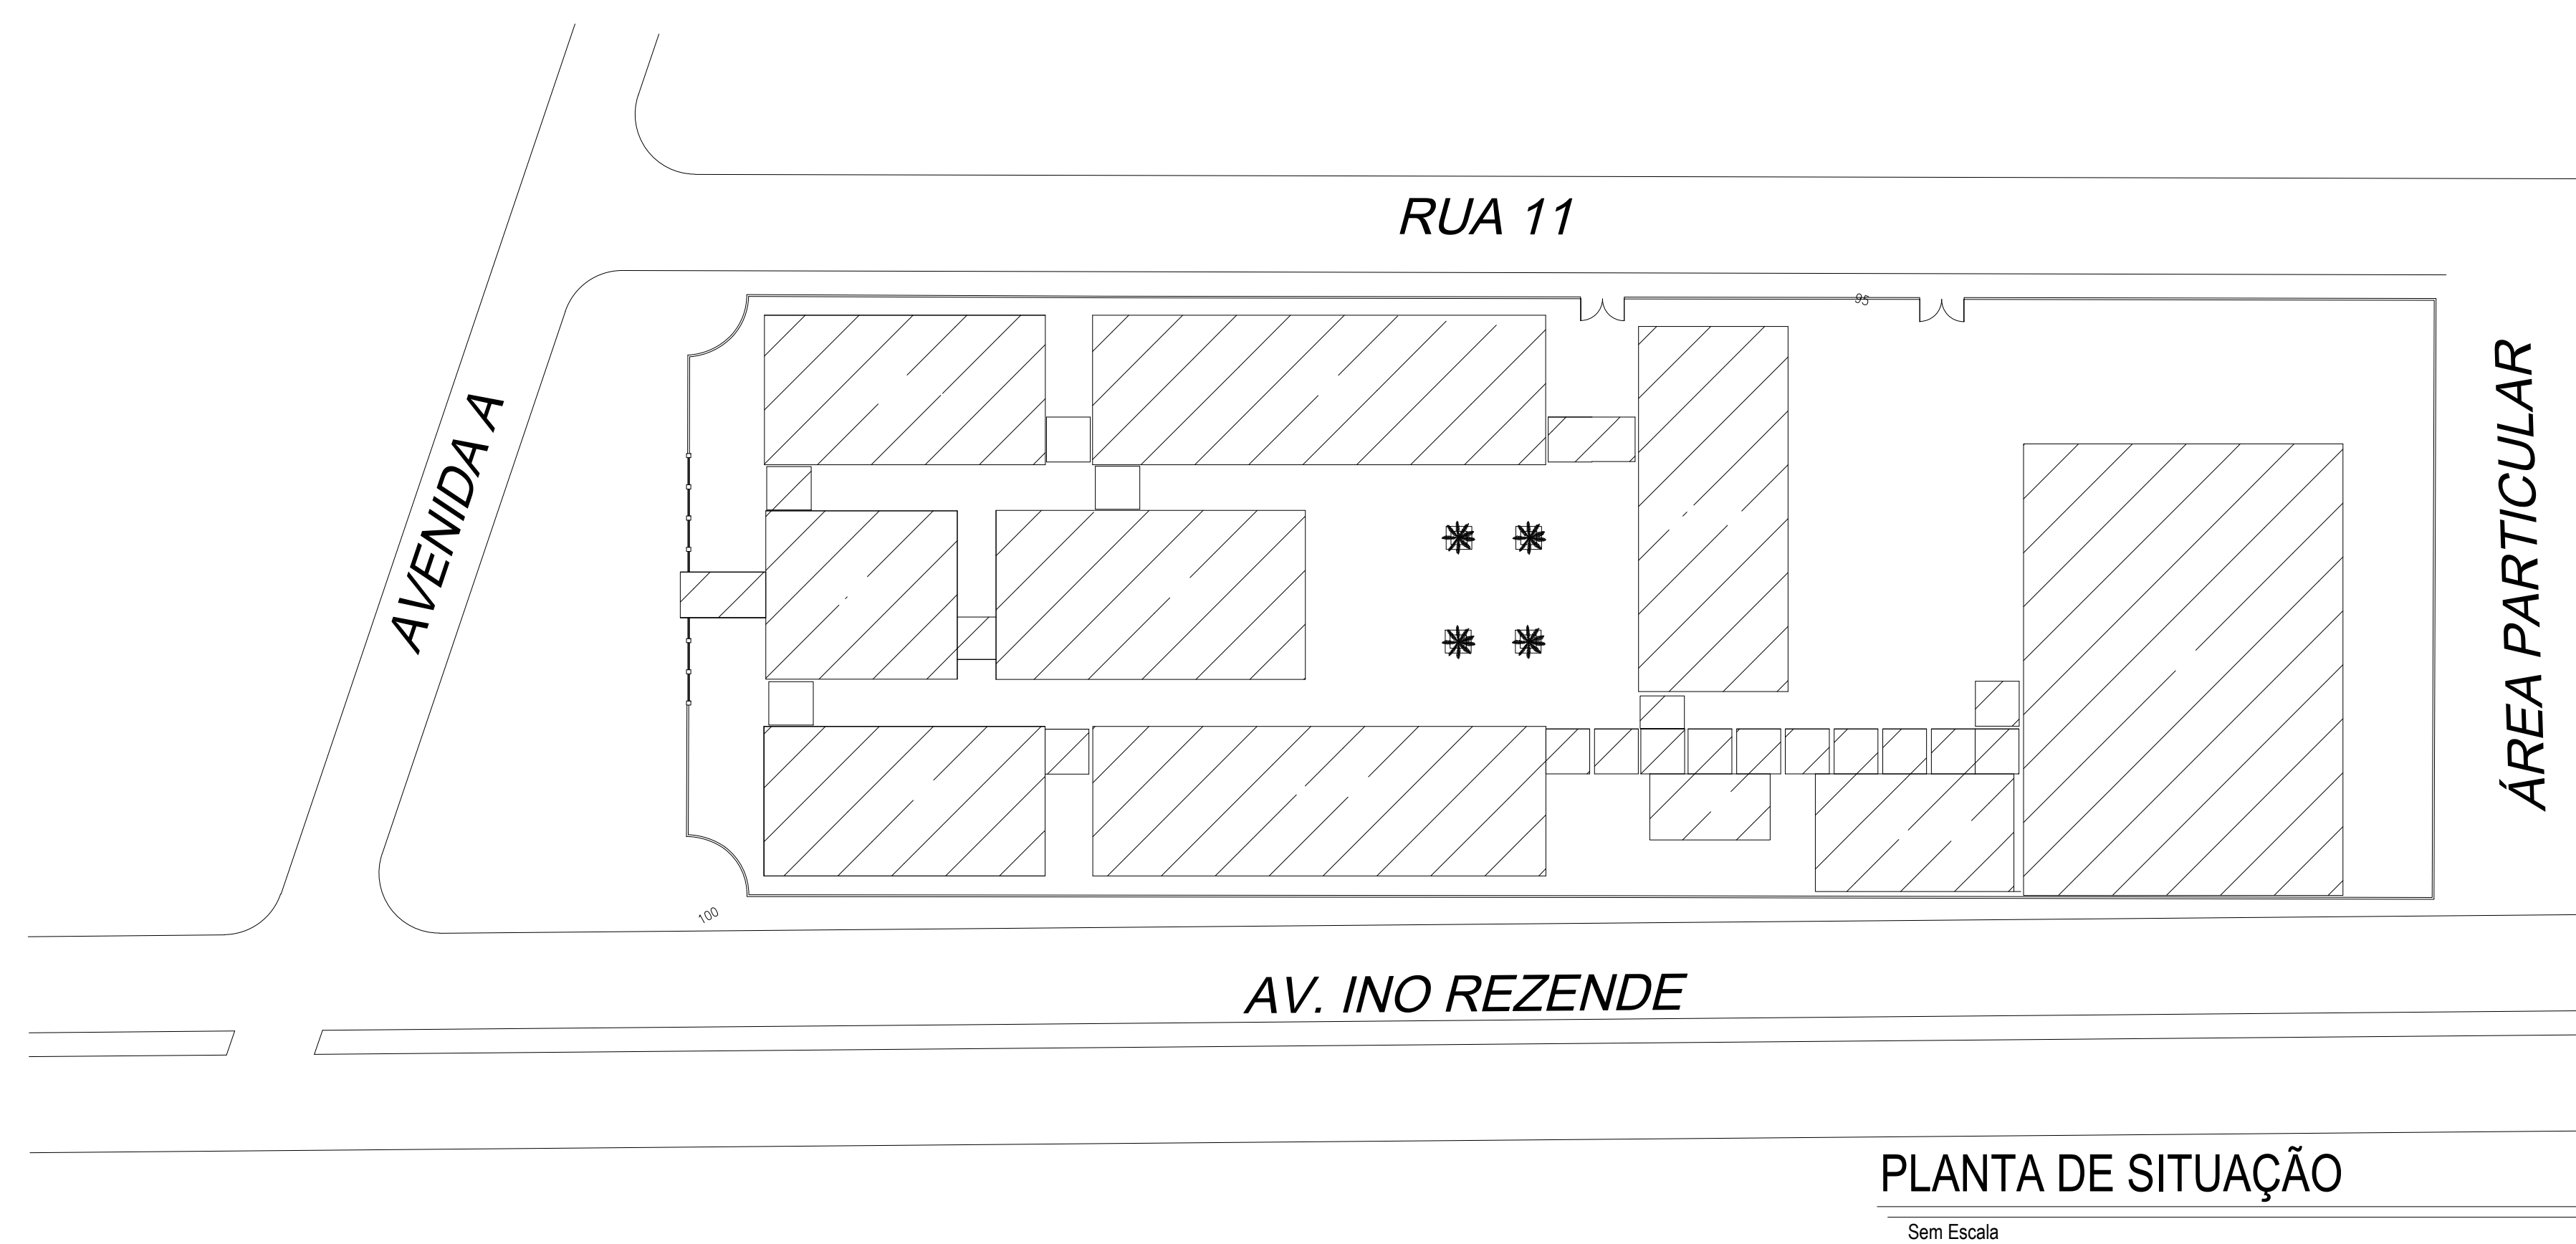 RUA 11
95
AVENIDA A
ÁREA PARTICULAR
100
AV. INO REZENDE
PLANTA DE SITUAÇÃO
Sem Escala